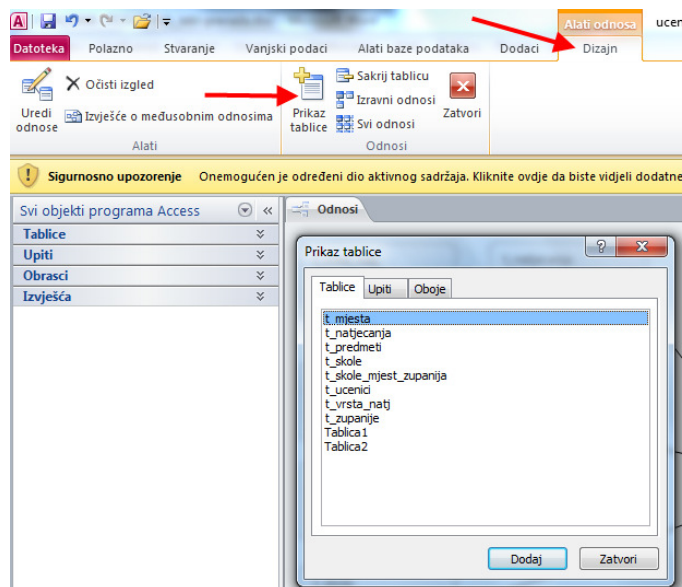 Alati odnosa
ucen
Datoteka Polazno Stvaranje Vanjski podaci Alati baze podataka Dodaci Dizajn
Uredi odnose
Očisti izgled
Izvješće o međusobnim odnosima
Alati
Prikaz tablice
Sakrij tablicu
Izravni odnosi
Svi odnosi
Zatvori
Odnosi
Sigurnosno upozorenje Onemogućen je određeni dio aktivnog sadržaja. Kliknite ovdje da biste vidjeli dodatne
Svi objekti programa Access
Tablice
Upiti
Obrasci
Izvješća
Odnosi
Prikaz tablice
Tablice Upiti Oboje
t_mjesta
t_natjecanja
t_predmeti
t_skole
t_skole_mjest_zupanija
t_ucenici
t_vrsta_natj
t_zupanije
Tablica1
Tablica2
Dodaj Zatvori